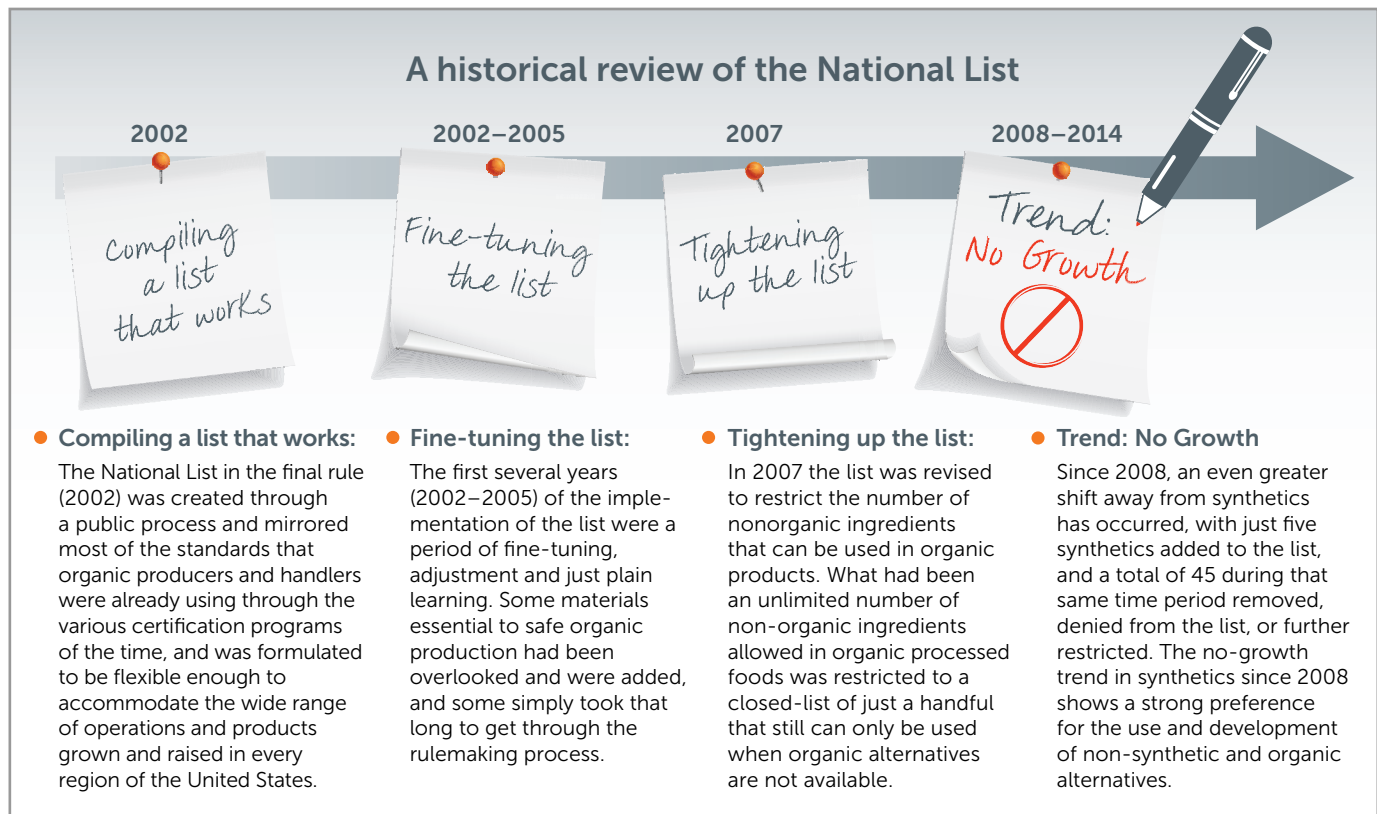 A historical review of the National List
2002
2002–2005
2007
2008–2014
Compiling
a list
that works
Fine-tuning
the list
Tightening
up the list
Trend:
No Growth
Compiling a list that works:
The National List in the final rule
(2002) was created through
a public process and mirrored
most of the standards that
organic producers and handlers
were already using through the
various certification programs
of the time, and was formulated
to be flexible enough to
accommodate the wide range
of operations and products
grown and raised in every
region of the United States.
Fine-tuning the list:
The first several years
(2002–2005) of the imple-
mentation of the list were a
period of fine-tuning,
adjustment and just plain
learning. Some materials
essential to safe organic
production had been
overlooked and were added,
and some simply took that
long to get through the
rulemaking process.
Tightening up the list:
In 2007 the list was revised
to restrict the number of
nonorganic ingredients
that can be used in organic
products. What had been
an unlimited number of
non-organic ingredients
allowed in organic processed
foods was restricted to a
closed-list of just a handful
that still can only be used
when organic alternatives
are not available.
Trend: No Growth
Since 2008, an even greater
shift away from synthetics
has occurred, with just five
synthetics added to the list,
and a total of 45 during that
same time period removed,
denied from the list, or further
restricted. The no-growth
trend in synthetics since 2008
shows a strong preference
for the use and development
of non-synthetic and organic
alternatives.